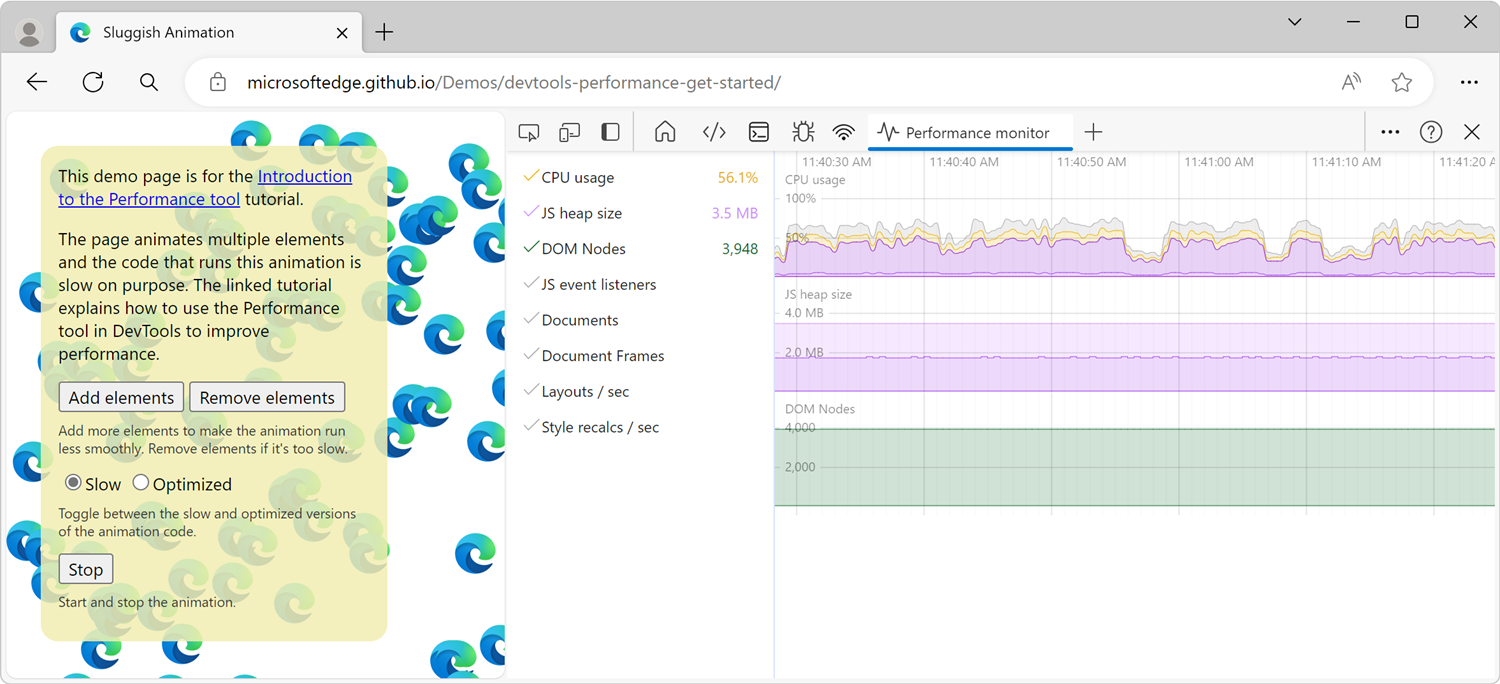 Sluggish Animation
microsoftedge.github.io/Demos/devtools-performance-get-started/
This demo page is for the Introduction
to the Performance tool tutorial.
The page animates multiple elements
and the code that runs this animation is
slow on purpose. The linked tutorial
explains how to use the Performance
tool in DevTools to improve
performance.
Add elements
Remove elements
Add more elements to make the animation run
less smoothly. Remove elements if it's too slow.
Slow
Optimized
Toggle between the slow and optimized versions
of the animation code.
Stop
Start and stop the animation.
Performance monitor
CPU usage 56.1%
JS heap size 3.5 MB
DOM Nodes 3,948
JS event listeners
Documents
Document Frames
Layouts / sec
Style recalcs / sec
11:40:30 AM 11:40:40 AM 11:40:50 AM 11:41:00 AM 11:41:10 AM 11:41:20 A
CPU usage
100%
50%
JS heap size
4.0 MB
2.0 MB
DOM Nodes
4,000
2,000